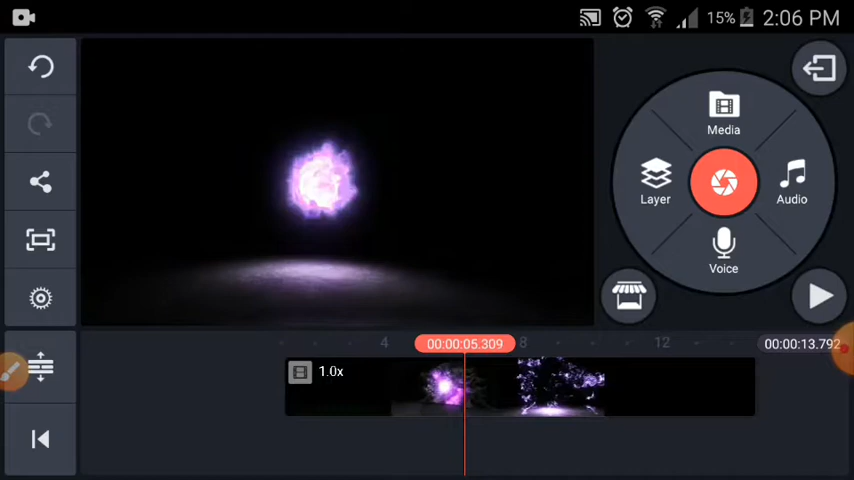 15% 2:06 PM
Media
Layer
Audio
Voice
4
00:00:05.309
8
12
00:00:13.792
1.0x